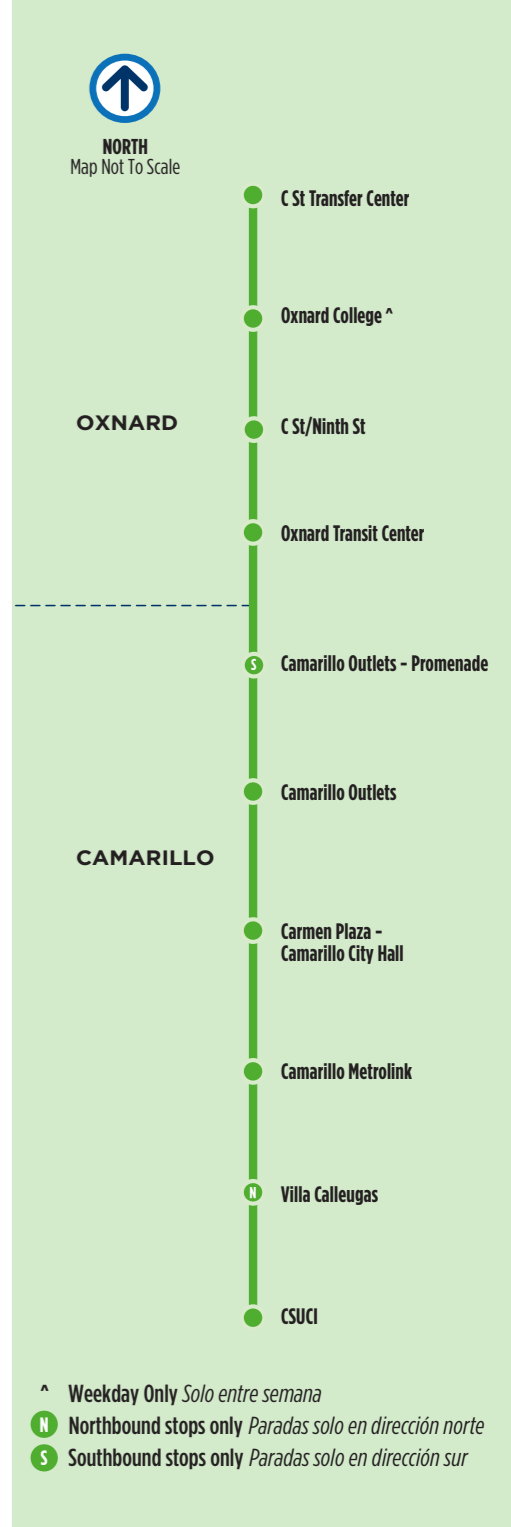 NORTH
Map Not To Scale
C St Transfer Center
Oxnard College ^
OXNARD
C St/Ninth St
Oxnard Transit Center
S
Camarillo Outlets - Promenade
Camarillo Outlets
CAMARILLO
Carmen Plaza -
Camarillo City Hall
Camarillo Metrolink
N
Villa Calleugas
CSUCI
^ Weekday Only Solo entre semana
N Northbound stops only Paradas solo en dirección norte
S Southbound stops only Paradas solo en dirección sur